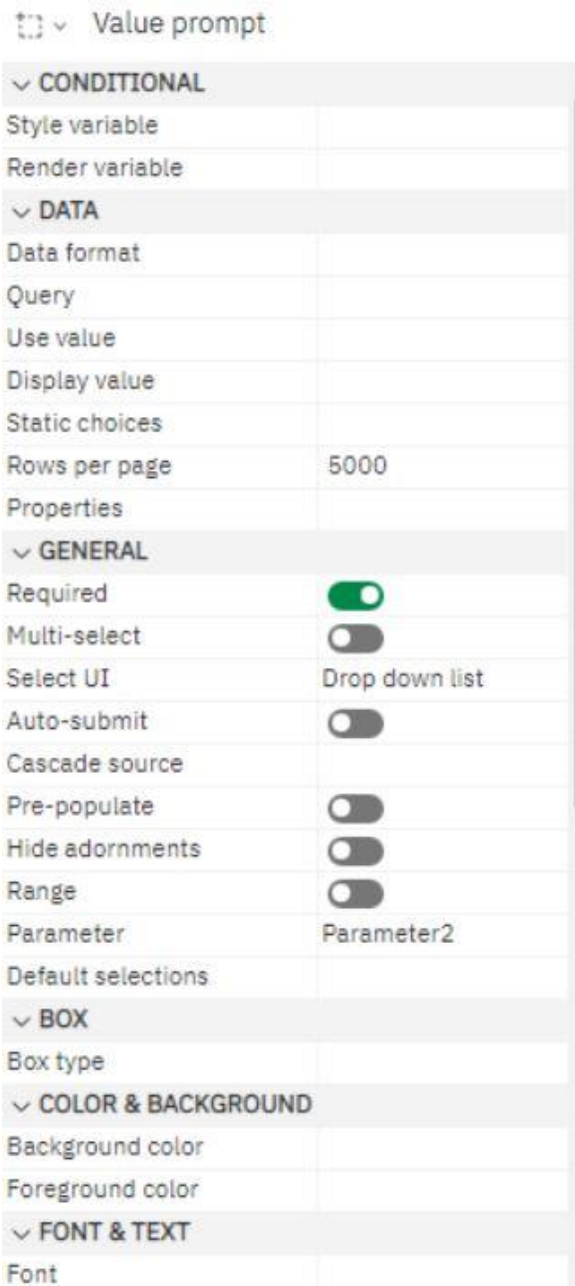 Value prompt
CONDITIONAL
Style variable
Render variable
DATA
Data format
Query
Use value
Display value
Static choices
Rows per page 5000
Properties
GENERAL
Required
Multi-select
Select UI Drop down list
Auto-submit
Cascade source
Pre-populate
Hide adornments
Range
Parameter Parameter2
Default selections
BOX
Box type
COLOR & BACKGROUND
Background color
Foreground color
FONT & TEXT
Font